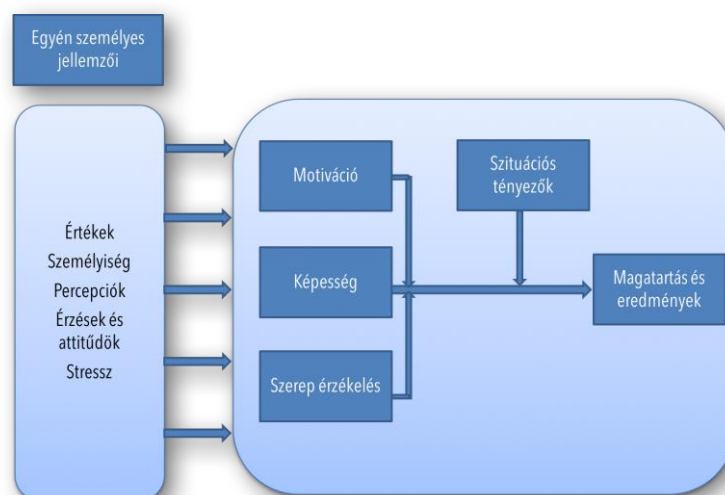 Egyén személyes
jellemzői
Értékek
Személyiség
Percepciók
Érzések és
attitűdök
Stressz
Motiváció
Képesség
Szerep érzékelés
Szituációs
tényezők
Magatartás és
eredmények